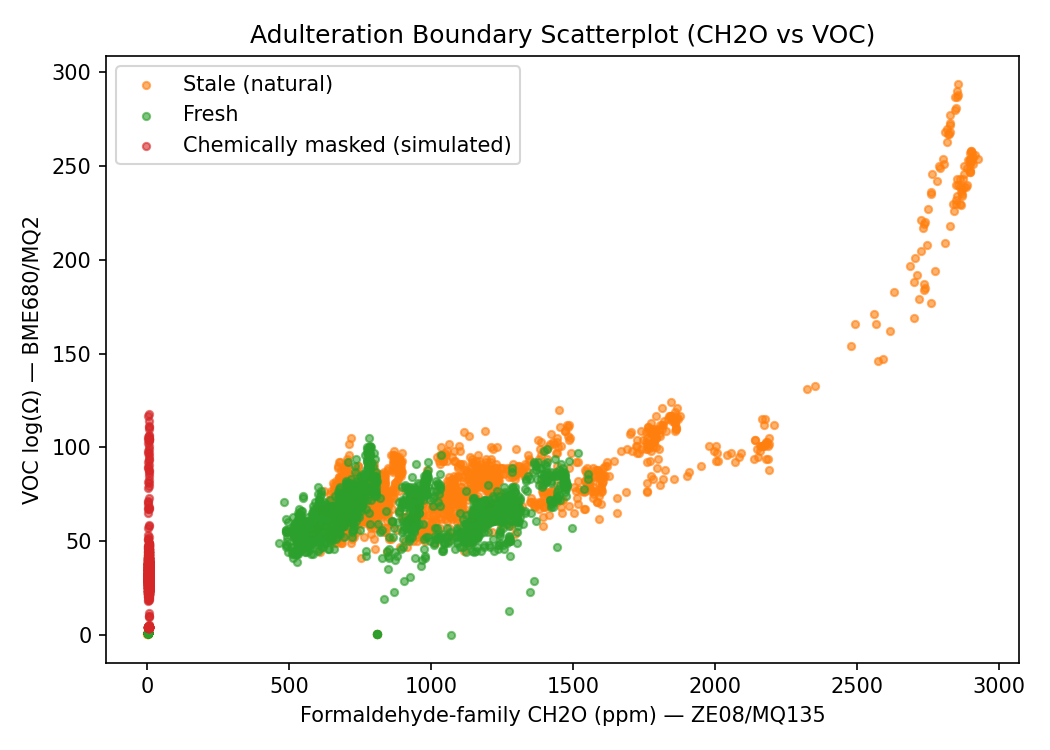 Adulteration Boundary Scatterplot (CH2O vs VOC)
Stale (natural)
Fresh
Chemically masked (simulated)
VOC log(Ω) — BME680/MQ2
300
250
200
150
100
50
0
0 500 1000 1500 2000 2500 3000
Formaldehyde-family CH2O (ppm) — ZE08/MQ135